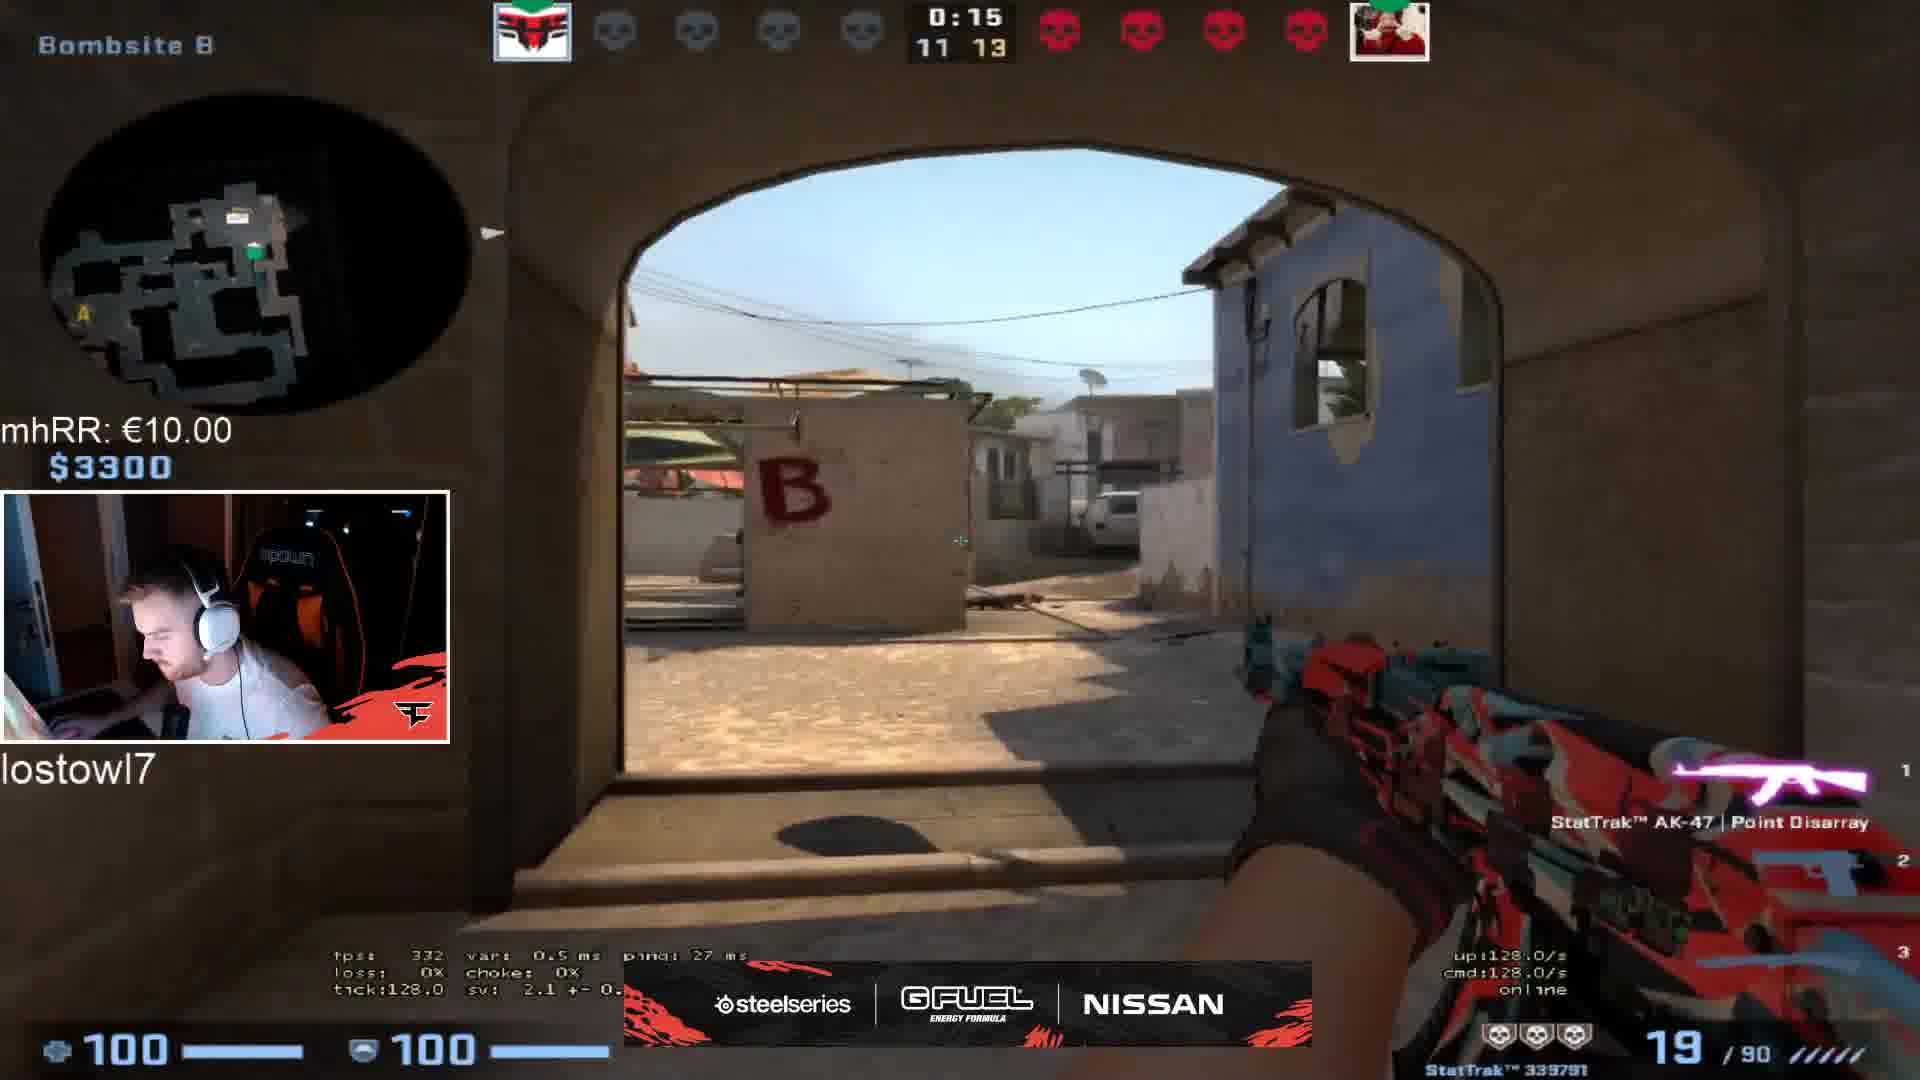 Bombsite B
0:15
11 13
A
mhRR: €10.00
$3300
B
lostowl7
1
StatTrak™ AK-47 | Point Disarray
2
3
fps: 332 var: 0.5 ms ping: 27 ms
loss: 0% choke: 0%
tick:128.0 sv: 2.1 +- 0.
up:128.0/s
cmd:128.0/s
online
steelseries
GFUEL
ENERGY FORMULA
NISSAN
100
100
19 / 90
StatTrak™ 339791